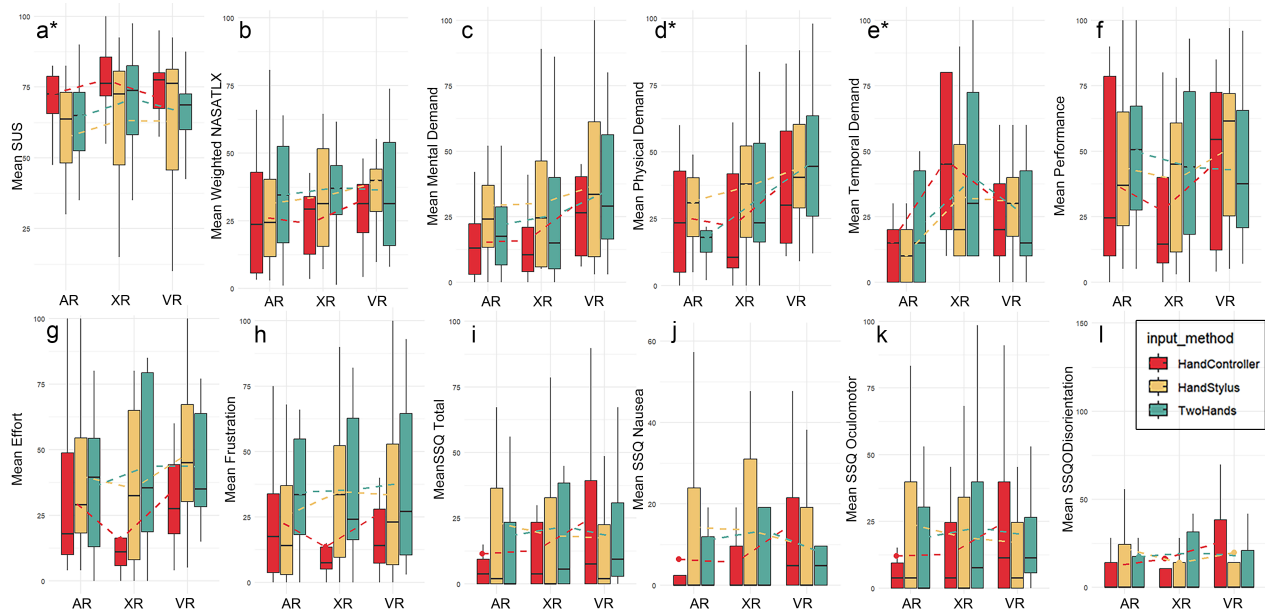 a* b c d* e* f
Mean SUS
100
75
50
25
0
AR XR VR
Mean Weighted NASATLX
100
75
50
25
0
AR XR VR
Mean Mental Demand
100
75
50
25
0
AR XR VR
Mean Physical Demand
100
75
50
25
0
AR XR VR
Mean Temporal Demand
100
75
50
25
0
AR XR VR
Mean Performance
100
75
50
25
0
AR XR VR
g h i j k l
Mean Effort
100
75
50
25
0
AR XR VR
Mean Frustration
100
75
50
25
0
AR XR VR
MeanSSQ Total
100
75
50
25
0
AR XR VR
Mean SSQ Nausea
60
40
20
0
AR XR VR
Mean SSQ Oculomotor
100
75
50
25
0
AR XR VR
Mean SSQODisorientation
150
100
50
0
AR XR VR
input_method
HandController
HandStylus
TwoHands